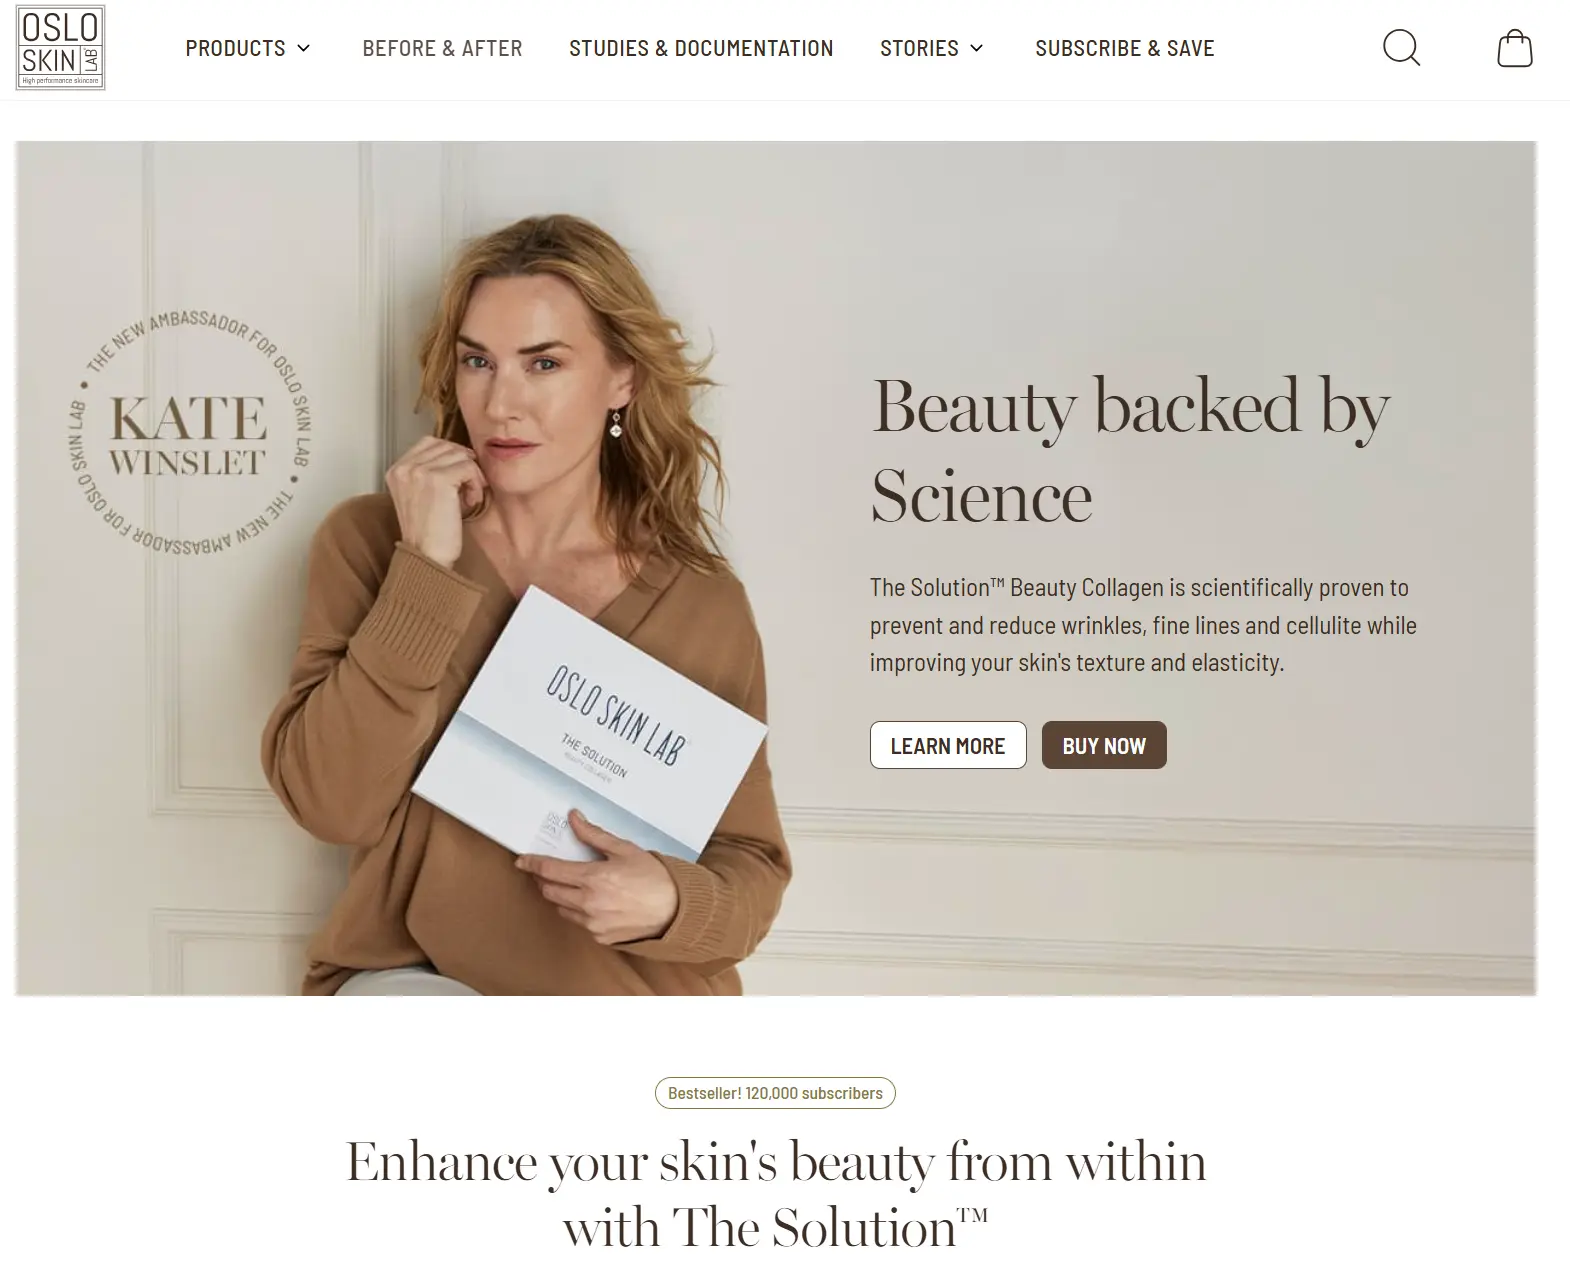 OSLO
SKIN LAB
High performance skincare
PRODUCTS
BEFORE & AFTER
STUDIES & DOCUMENTATION
STORIES
SUBSCRIBE & SAVE
• THE NEW AMBASSADOR FOR OSLO SKIN LAB • THE NEW AMBASSADOR FOR OSLO SKIN LAB
KATE
WINSLET
Beauty backed by
Science
The Solution™ Beauty Collagen is scientifically proven to
prevent and reduce wrinkles, fine lines and cellulite while
improving your skin's texture and elasticity.
LEARN MORE
BUY NOW
OSLO SKIN LAB
THE SOLUTION
BEAUTY COLLAGEN
OSLO
SKIN
Bestseller! 120,000 subscribers
Enhance your skin's beauty from within
with The Solution™